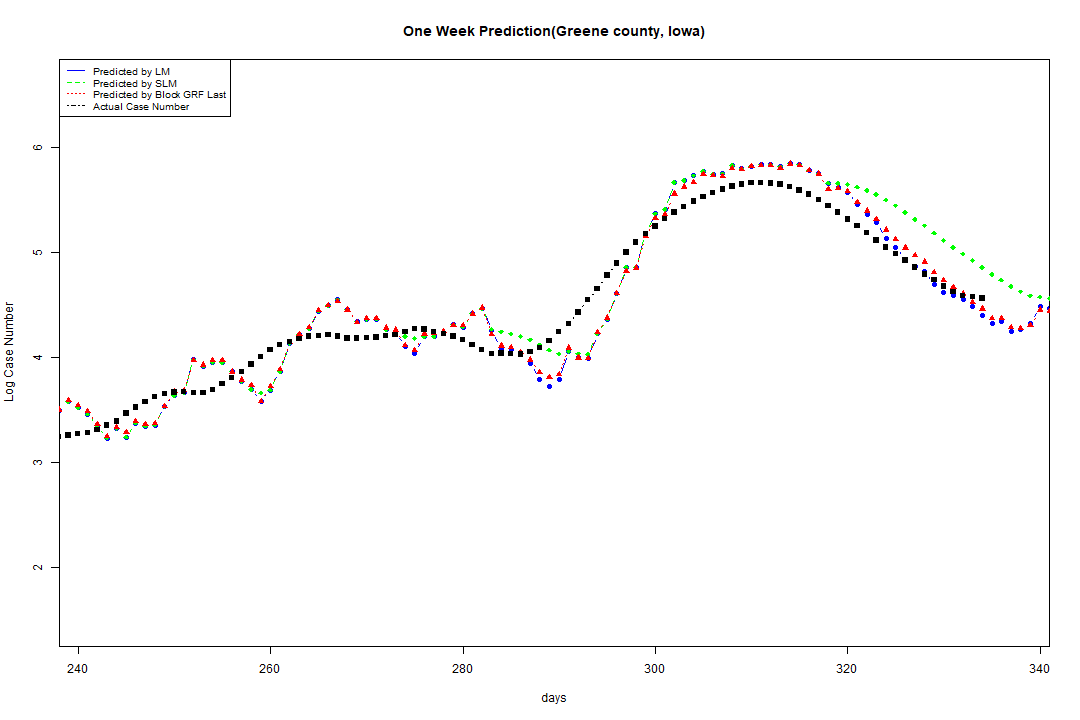 One Week Prediction(Greene county, Iowa)
Predicted by LM
Predicted by SLM
Predicted by Block GRF Last
Actual Case Number
6
5
4
3
2
Log Case Number
240 260 280 300 320 340
days